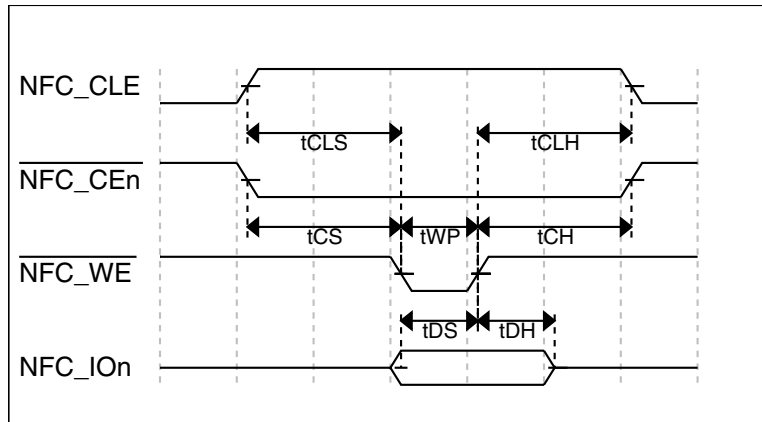 NFC_CLE
tCLS tCLH
NFC_CEn
tCS tWP tCH
NFC_WE
tDS tDH
NFC_IOn